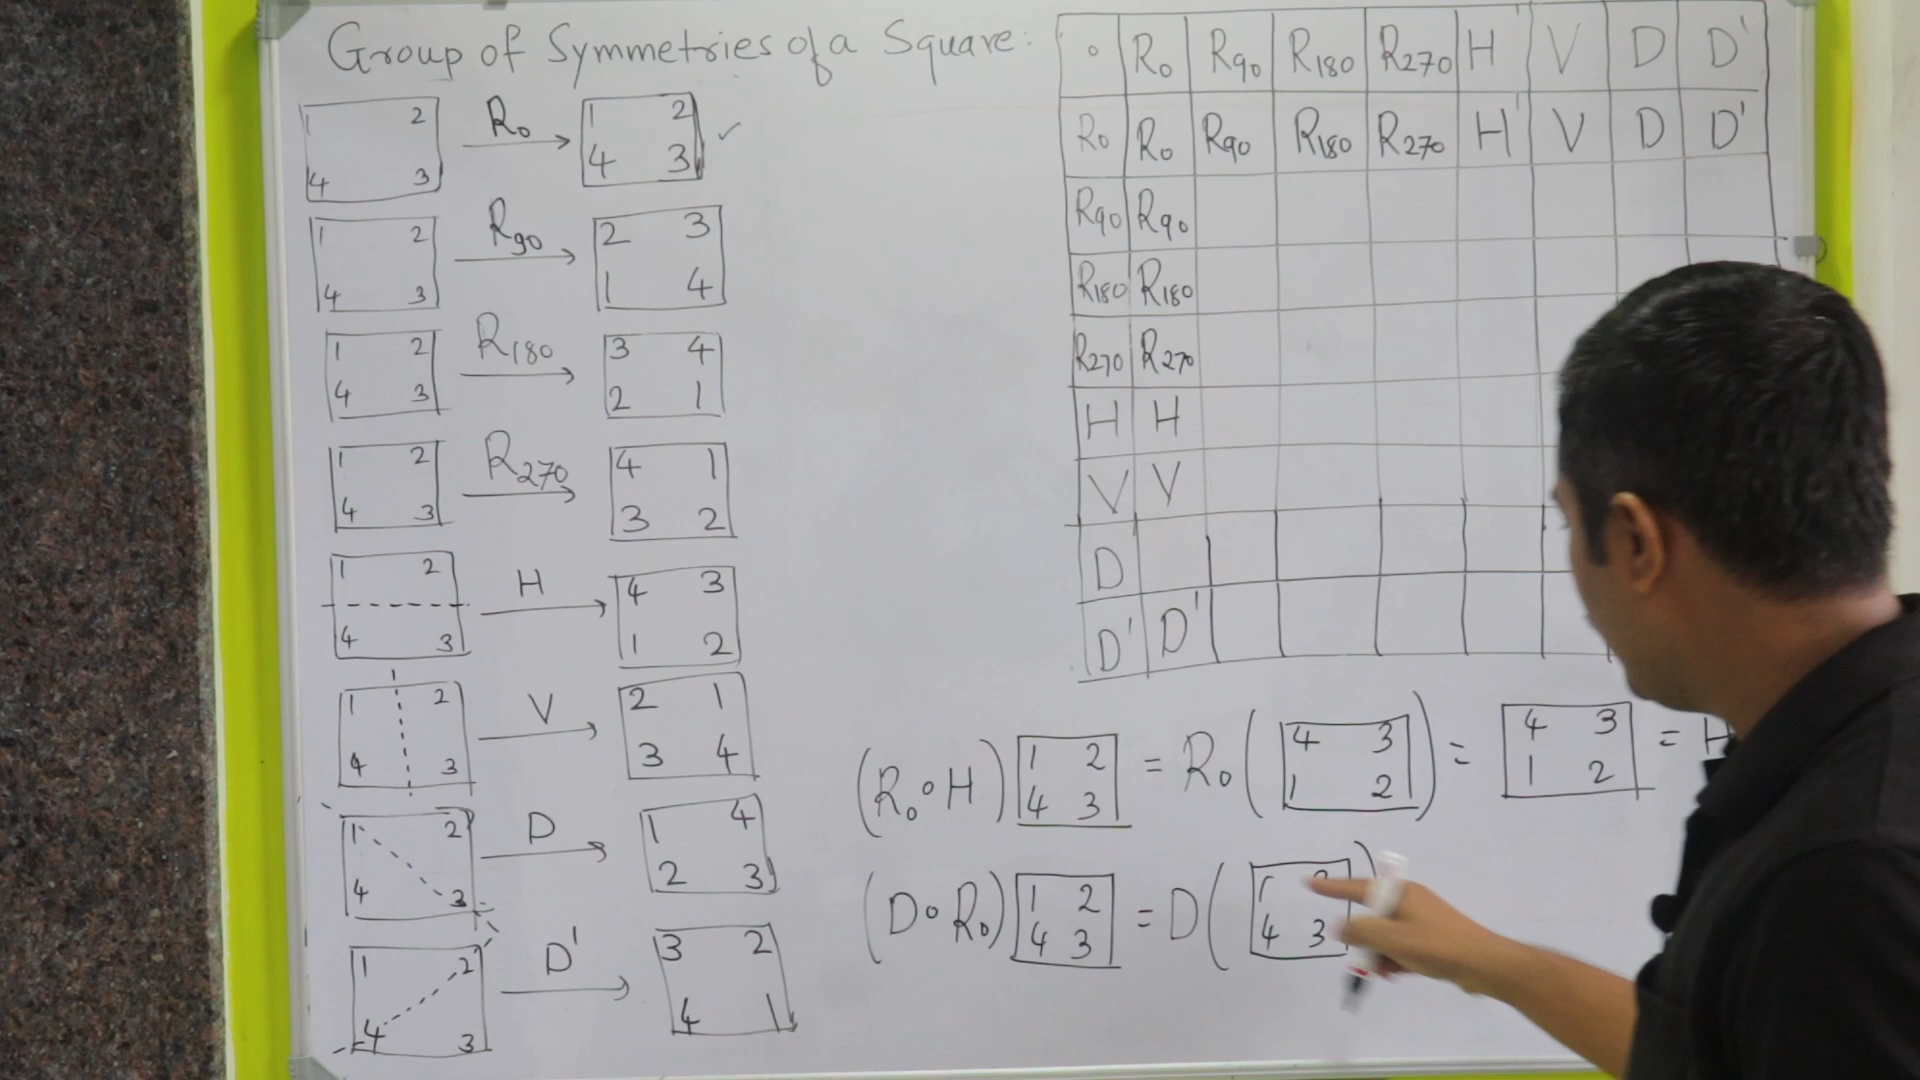 Group of Symmetries of a Square:
1 2 R₀ 1 2 ✓
4 3 → 4 3
1 2 R₉₀ 2 3
4 3 → 1 4
1 2 R₁₈₀ 3 4
4 3 → 2 1
1 2 R₂₇₀ 4 1
4 3 → 3 2
1 2 H 4 3
4 3 → 1 2
1 2 V 2 1
4 3 → 3 4
1 2 D 1 4
4 3 → 2 3
1 2 D' 3 2
4 3 → 4 1
∘ R₀ R₉₀ R₁₈₀ R₂₇₀ H V D D'
R₀ R₀ R₉₀ R₁₈₀ R₂₇₀ H V D D'
R₉₀ R₉₀
R₁₈₀ R₁₈₀
R₂₇₀ R₂₇₀
H H
V V
D
D' D'
(R₀∘H) 1 2 = R₀( 4 3 ) = 4 3 = H
4 3 1 2 1 2
(D∘R₀) 1 2 = D( 1 )
4 3 4 3